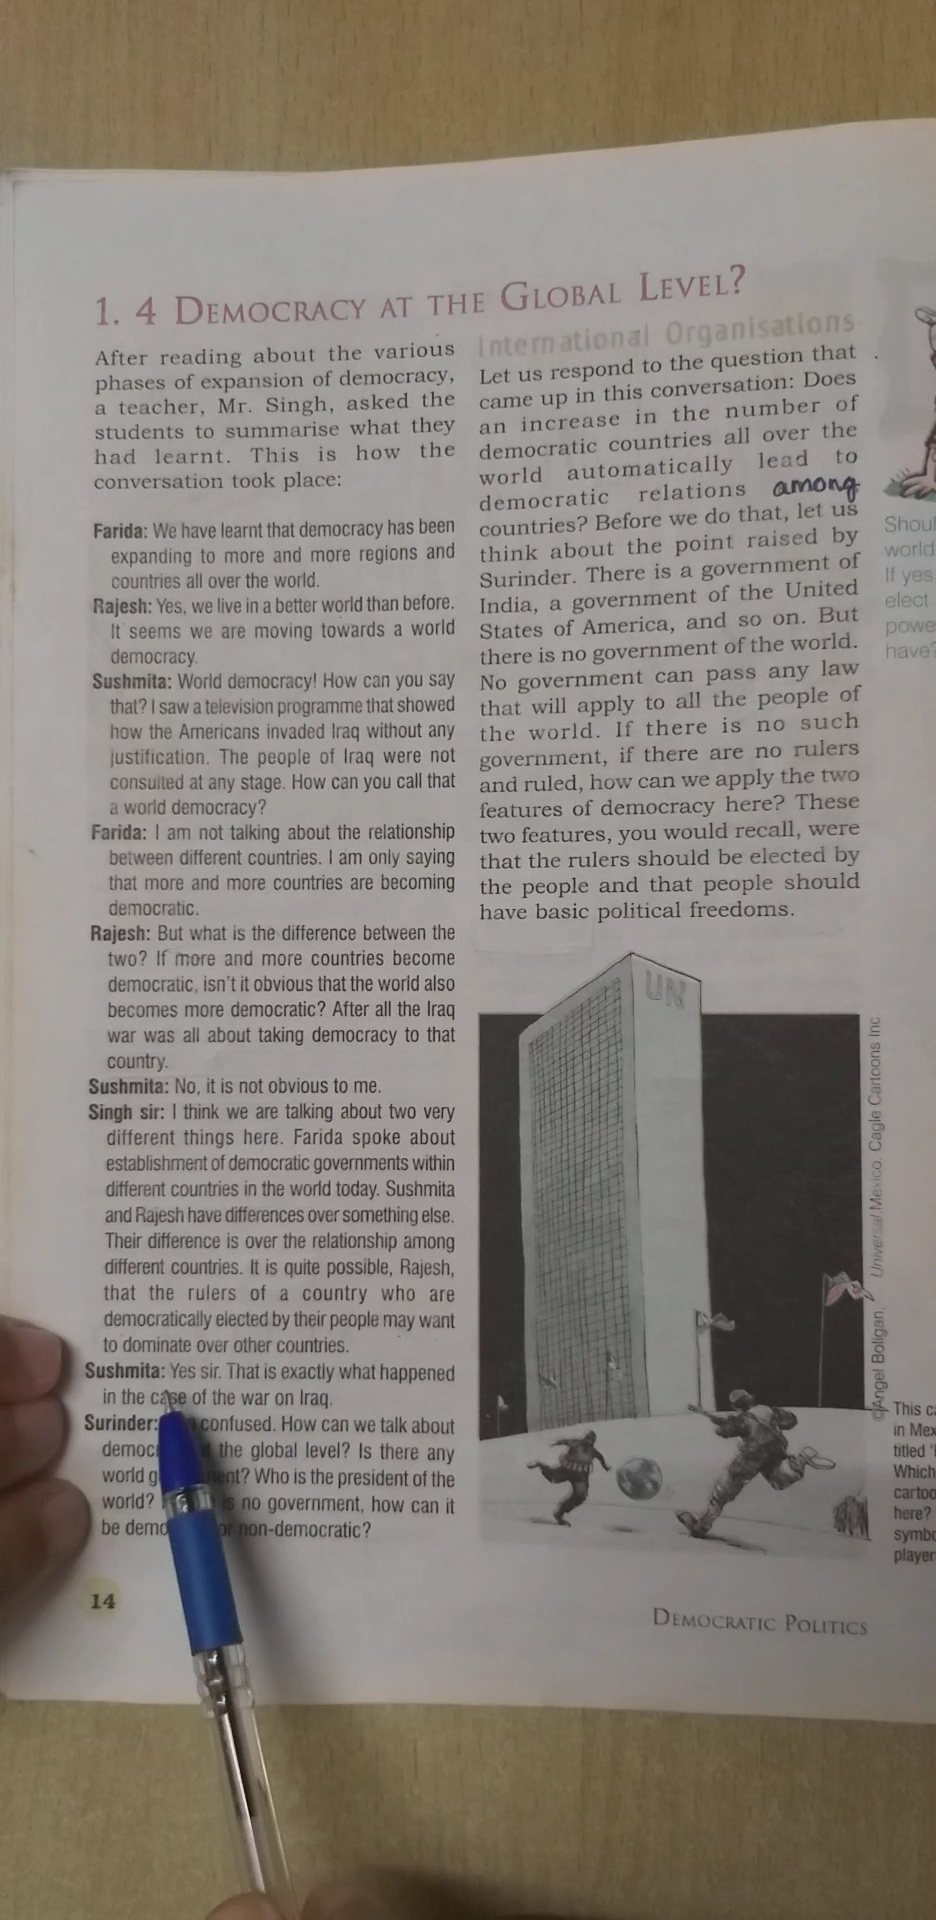 1. 4 DEMOCRACY AT THE GLOBAL LEVEL?
After reading about the various
phases of expansion of democracy,
a teacher, Mr. Singh, asked the
students to summarise what they
had learnt. This is how the
conversation took place:
Farida: We have learnt that democracy has been
expanding to more and more regions and
countries all over the world.
Rajesh: Yes, we live in a better world than before.
It seems we are moving towards a world
democracy.
Sushmita: World democracy! How can you say
that? I saw a television programme that showed
how the Americans invaded Iraq without any
justification. The people of Iraq were not
consulted at any stage. How can you call that
a world democracy?
Farida: I am not talking about the relationship
between different countries. I am only saying
that more and more countries are becoming
democratic.
Rajesh: But what is the difference between the
two? If more and more countries become
democratic, isn't it obvious that the world also
becomes more democratic? After all the Iraq
war was all about taking democracy to that
country.
Sushmita: No, it is not obvious to me.
Singh sir: I think we are talking about two very
different things here. Farida spoke about
establishment of democratic governments within
different countries in the world today. Sushmita
and Rajesh have differences over something else.
Their difference is over the relationship among
different countries. It is quite possible, Rajesh,
that the rulers of a country who are
democratically elected by their people may want
to dominate over other countries.
Sushmita: Yes sir. That is exactly what happened
in the case of the war on Iraq.
Surinder: confused. How can we talk about
the global level? Is there any
world Who is the president of the
world? is no government, how can it
be non-democratic?
14
International Organisations
Let us respond to the question that
came up in this conversation: Does
an increase in the number of
democratic countries all over the
world automatically lead to
democratic relations among
countries? Before we do that, let us
think about the point raised by
Surinder. There is a government of
India, a government of the United
States of America, and so on. But
there is no government of the world.
No government can pass any law
that will apply to all the people of
the world. If there is no such
government, if there are no rulers
and ruled, how can we apply the two
features of democracy here? These
two features, you would recall, were
that the rulers should be elected by
the people and that people should
have basic political freedoms.
UN
©Angel Boligan, Universal Mexico Cagle Cartoons Inc
DEMOCRATIC POLITICS
world
If yes
elect
have?
This
in
titled
Which
here?
player